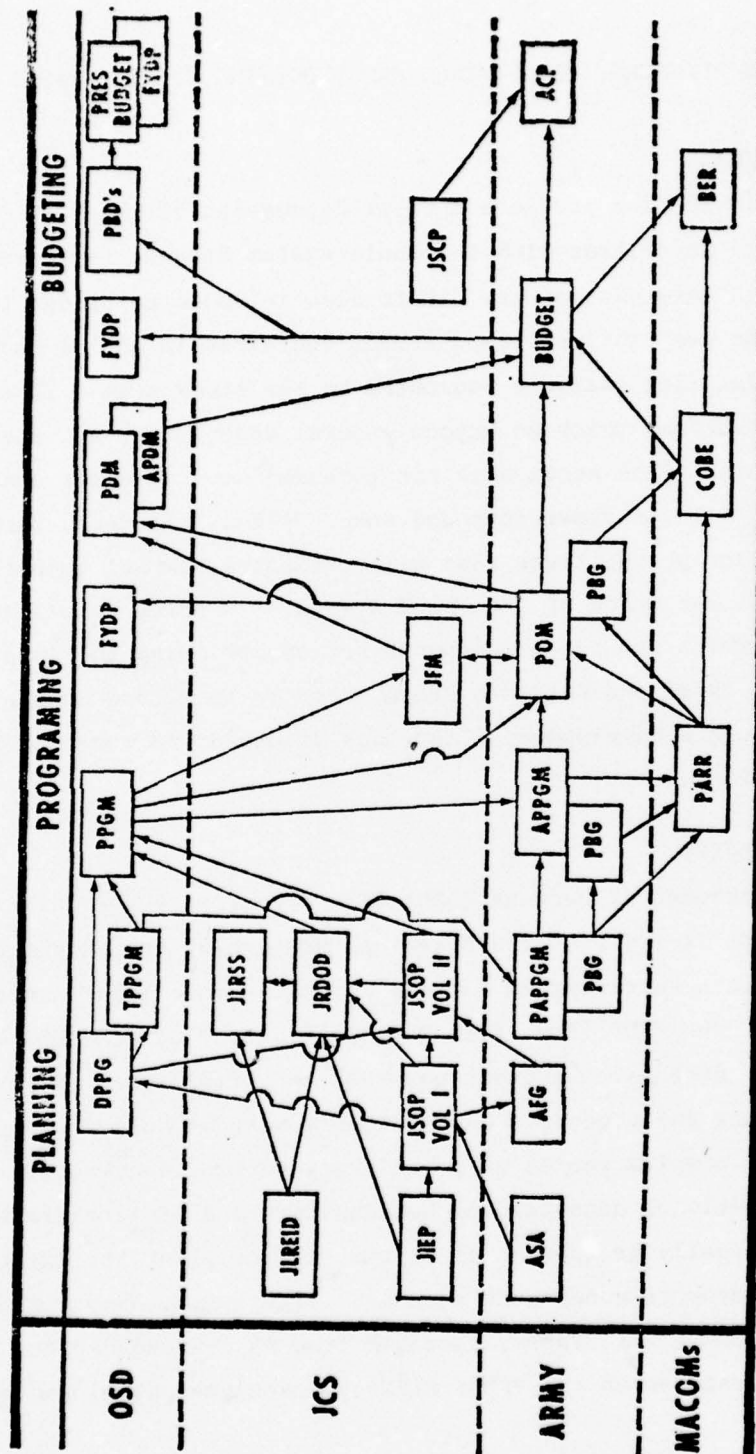 PLANNING
PROGRAMING
BUDGETING
OSD
DPPG
TPPGM
PPGM
FYDP
PDM
APDM
FYDP
PBD's
PRES
BUDGET
FYDP
JCS
JLREID
JIEP
JLRSS
JRDOD
JSOP
VOL I
JSOP
VOL II
JFM
JSCP
ARMY
ASA
AFG
PAPPGM
PBG
APPGM
PBG
POM
PBG
BUDGET
ACP
MACOMs
PARR
COBE
BER